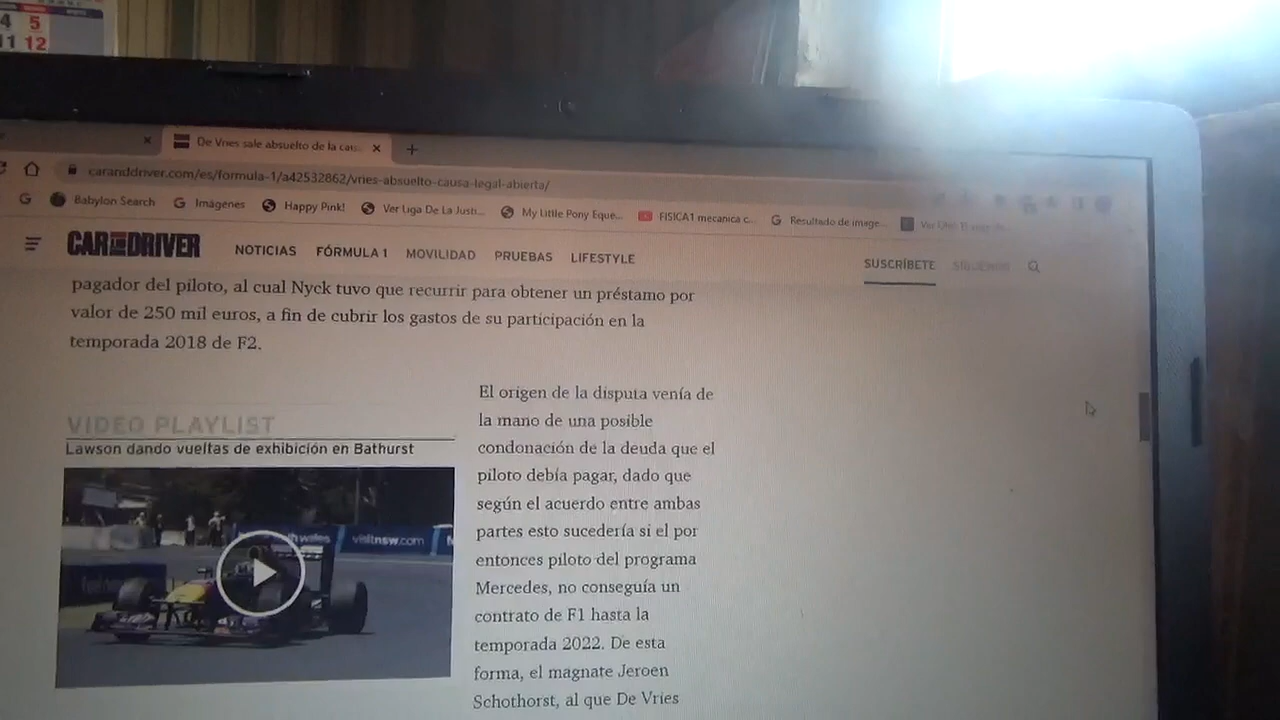 4 5
11 12
De Vries sale absuelto de la cau
caranddriver.com/es/formula-1/a42532862/vries-absuelto-causa-legal-abierta/
Babylon Search
Imágenes
Happy Pink!
Ver Liga De La Justi...
My Little Pony Eque...
FISICA1 mecanica c...
Resultado de image...
CAR AND DRIVER
NOTICIAS FÓRMULA 1 MOVILIDAD PRUEBAS LIFESTYLE
SUSCRÍBETE
pagador del piloto, al cual Nyck tuvo que recurrir para obtener un préstamo por
valor de 250 mil euros, a fin de cubrir los gastos de su participación en la
temporada 2018 de F2.
VIDEO PLAYLIST
Lawson dando vueltas de exhibición en Bathurst
wales
visitnsw.com
El origen de la disputa venía de
la mano de una posible
condonación de la deuda que el
piloto debía pagar, dado que
según el acuerdo entre ambas
partes esto sucedería si el por
entonces piloto del programa
Mercedes, no conseguía un
contrato de F1 hasta la
temporada 2022. De esta
forma, el magnate Jeroen
Schothorst, al que De Vries